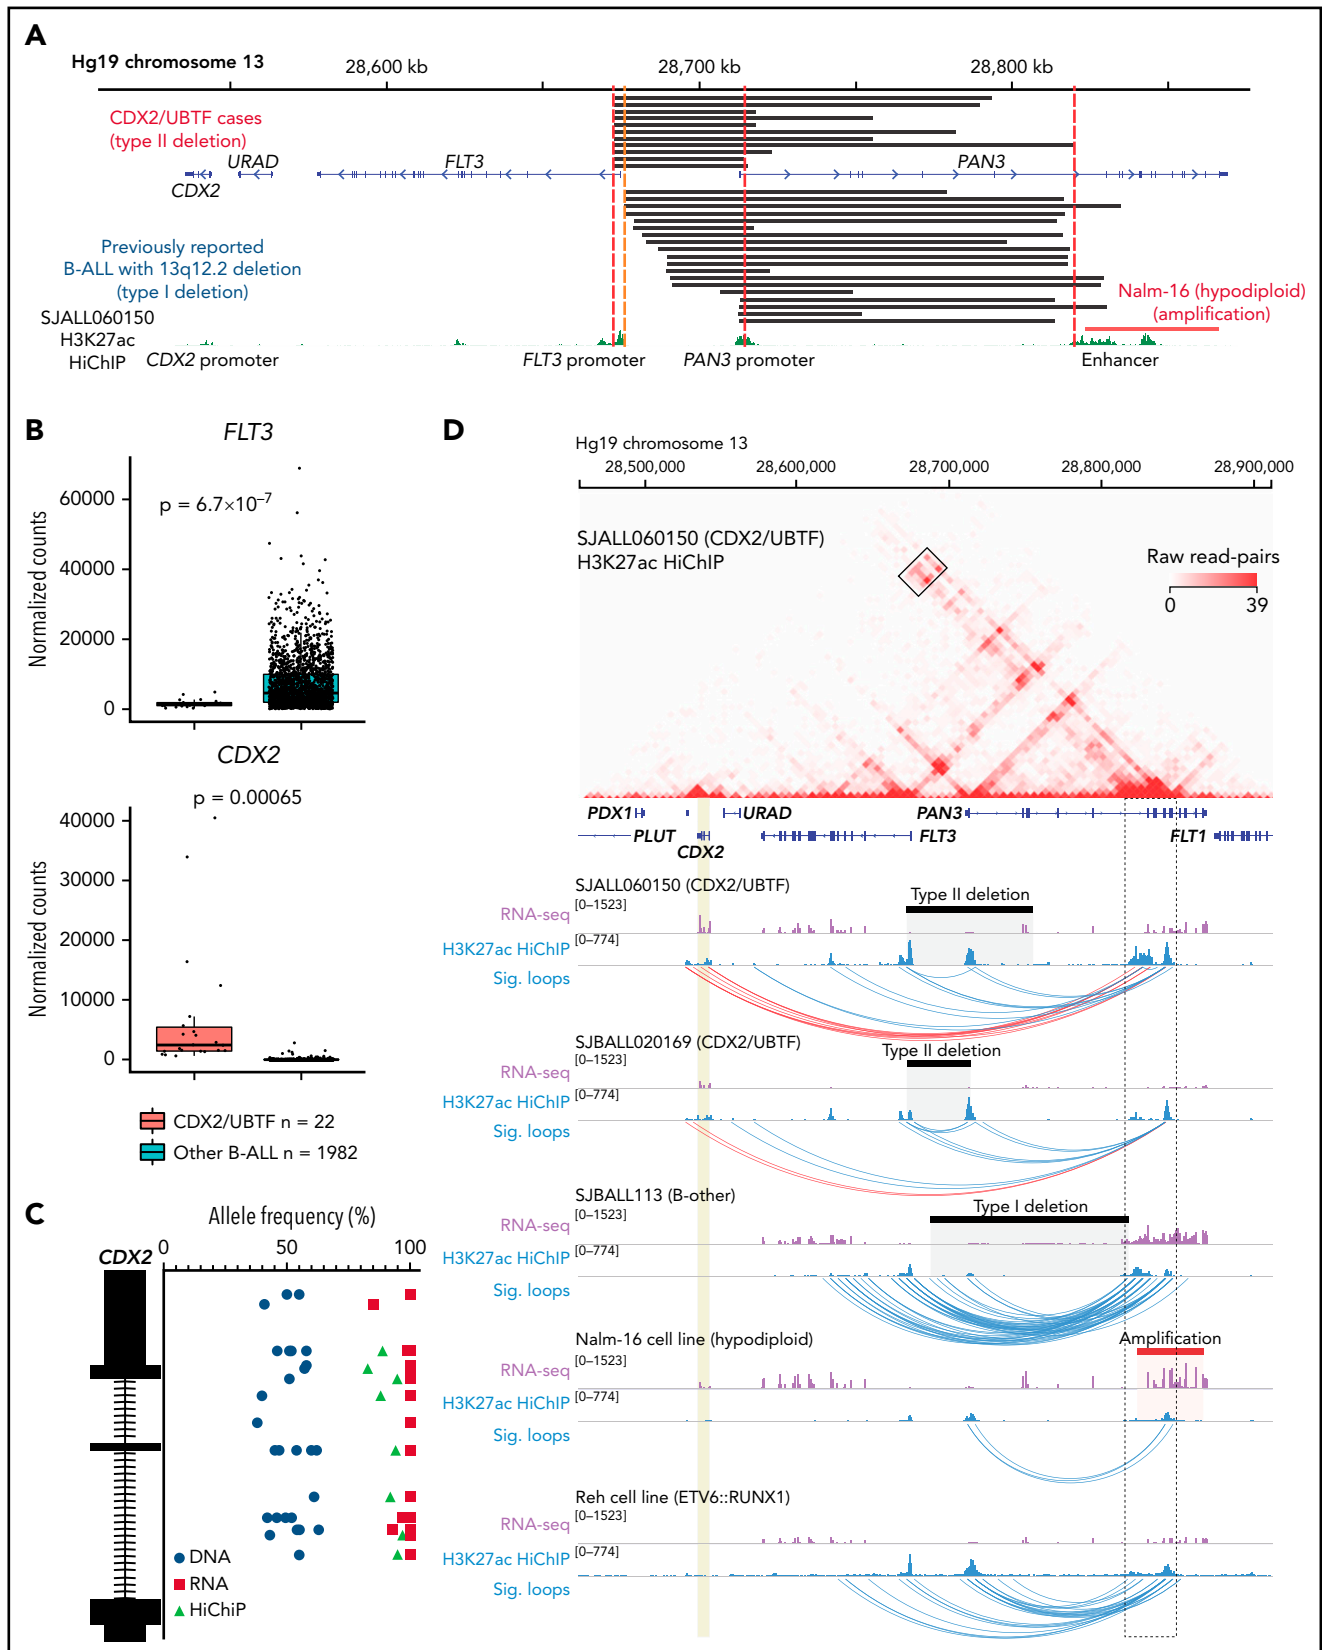 A
Hg19 chromosome 13
28,600 kb
28,700 kb
28,800 kb
CDX2/UBTF cases
(type II deletion)
URAD
FLT3
PAN3
CDX2
Previously reported
B-ALL with 13q12.2 deletion
(type I deletion)
Nalm-16 (hypodiploid)
(amplification)
SJALL060150
H3K27ac
HiChIP
CDX2 promoter
FLT3 promoter
PAN3 promoter
Enhancer
B
FLT3
Normalized counts
60000
40000
20000
0
p = 6.7×10⁻⁷
CDX2
p = 0.00065
Normalized counts
40000
30000
20000
10000
0
CDX2/UBTF n = 22
Other B-ALL n = 1982
C
Allele frequency (%)
CDX2
0
50
100
DNA
RNA
HiChiP
D
Hg19 chromosome 13
28,500,000
28,600,000
28,700,000
28,800,000
28,900,000
SJALL060150 (CDX2/UBTF)
H3K27ac HiChIP
Raw read-pairs
0
39
PDX1
URAD
PAN3
PLUT
CDX2
FLT3
FLT1
SJALL060150 (CDX2/UBTF)
Type II deletion
RNA-seq [0–1523]
H3K27ac HiChIP [0–774]
Sig. loops
SJBALL020169 (CDX2/UBTF)
Type II deletion
RNA-seq [0–1523]
H3K27ac HiChIP [0–774]
Sig. loops
SJBALL113 (B-other)
Type I deletion
RNA-seq [0–1523]
H3K27ac HiChIP [0–774]
Sig. loops
Nalm-16 cell line (hypodiploid)
Amplification
RNA-seq [0–1523]
H3K27ac HiChIP [0–774]
Sig. loops
Reh cell line (ETV6::RUNX1)
RNA-seq [0–1523]
H3K27ac HiChIP [0–774]
Sig. loops